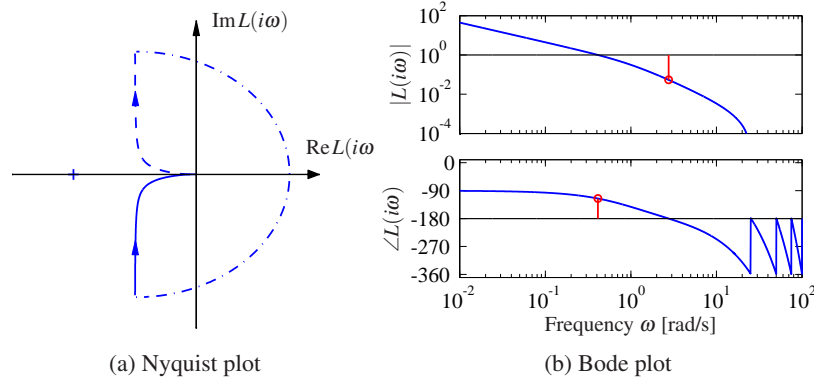 Im L(iω)
Re L(iω
(a) Nyquist plot
|L(iω)|
10^2
10^0
10^-2
10^-4
∠L(iω)
0
-90
-180
-270
-360
10^-2 10^-1 10^0 10^1 10^2
Frequency ω [rad/s]
(b) Bode plot